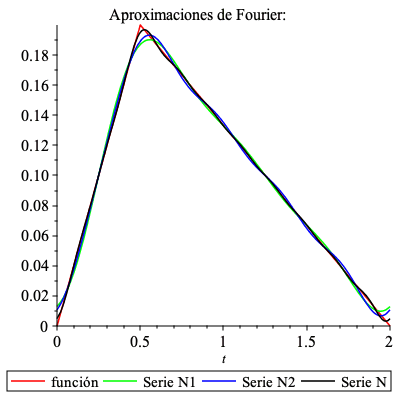 Aproximaciones de Fourier:
0.18
0.16
0.14
0.12
0.10
0.08
0.06
0.04
0.02
0
0 0.5 1 1.5 2
t
función Serie N1 Serie N2 Serie N